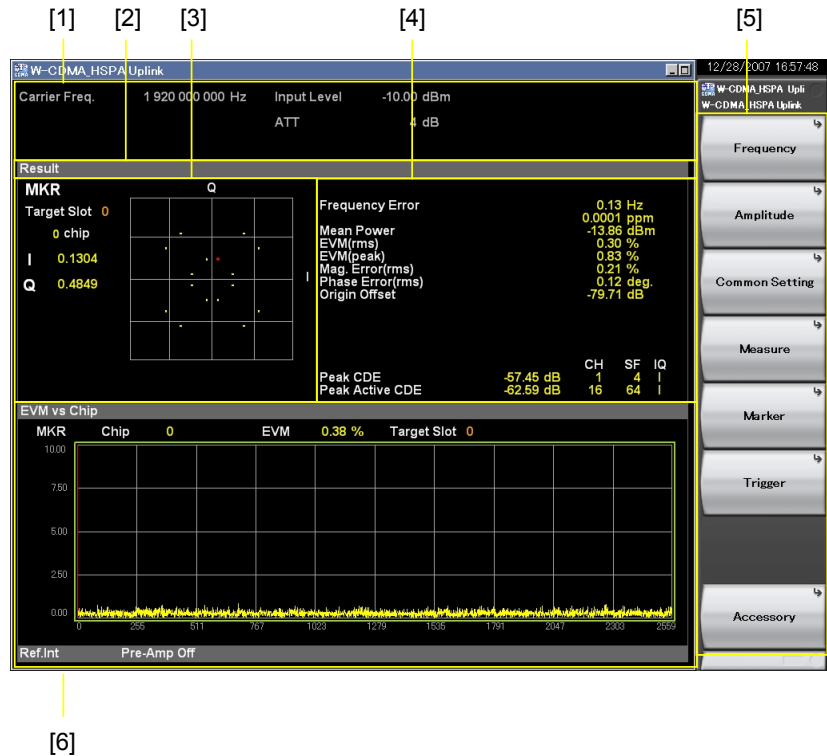 [1] [2] [3] [4] [5]
W-CDMA_HSPA Uplink
12/28/2007 16:57:48
Carrier Freq. 1 920 000 000 Hz Input Level -10.00 dBm
ATT 4 dB
W-CDMA_HSPA Upli
W-CDMA_HSPA Uplink
Frequency
Amplitude
Common Setting
Measure
Marker
Trigger
Accessory
Result
MKR
Target Slot 0
0 chip
I 0.1304
Q 0.4849
Q
I
Frequency Error 0.13 Hz
0.0001 ppm
Mean Power -13.86 dBm
EVM(rms) 0.30 %
EVM(peak) 0.83 %
Mag. Error(rms) 0.21 %
Phase Error(rms) 0.12 deg.
Origin Offset -79.71 dB
CH SF IQ
Peak CDE -57.45 dB 1 4 I
Peak Active CDE -62.59 dB 16 64 I
EVM vs Chip
MKR Chip 0 EVM 0.38 % Target Slot 0
10.00
7.50
5.00
2.50
0.00
0 255 511 767 1023 1279 1535 1791 2047 2303 2559
Ref.Int Pre-Amp Off
[6]